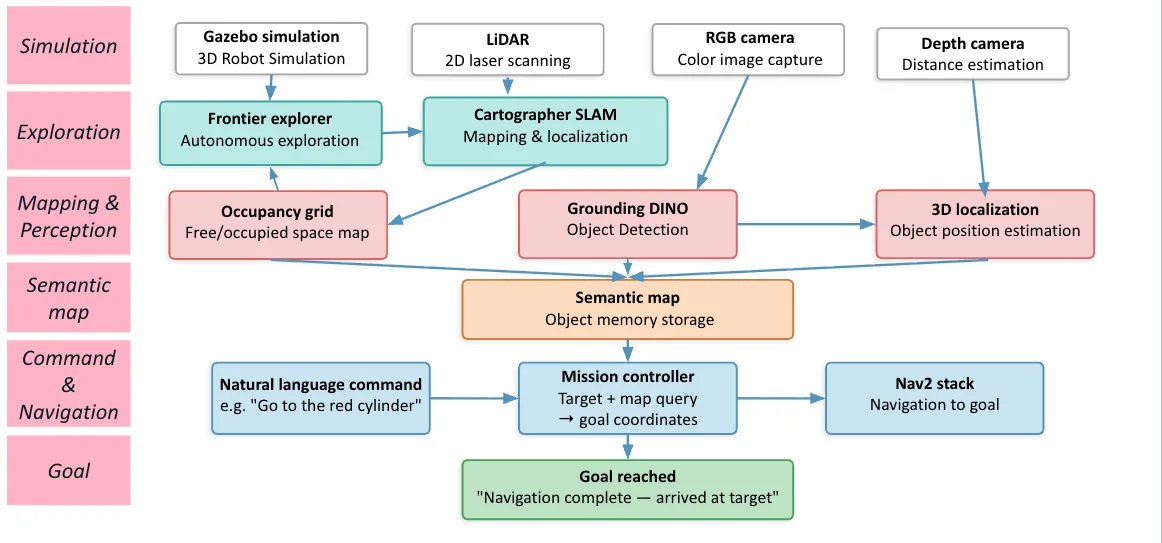 Simulation
Gazebo simulation
3D Robot Simulation
LiDAR
2D laser scanning
RGB camera
Color image capture
Depth camera
Distance estimation
Exploration
Frontier explorer
Autonomous exploration
Cartographer SLAM
Mapping & localization
Mapping &
Perception
Occupancy grid
Free/occupied space map
Grounding DINO
Object Detection
3D localization
Object position estimation
Semantic
map
Semantic map
Object memory storage
Command
&
Navigation
Natural language command
e.g. "Go to the red cylinder"
Mission controller
Target + map query
→ goal coordinates
Nav2 stack
Navigation to goal
Goal
Goal reached
"Navigation complete — arrived at target"